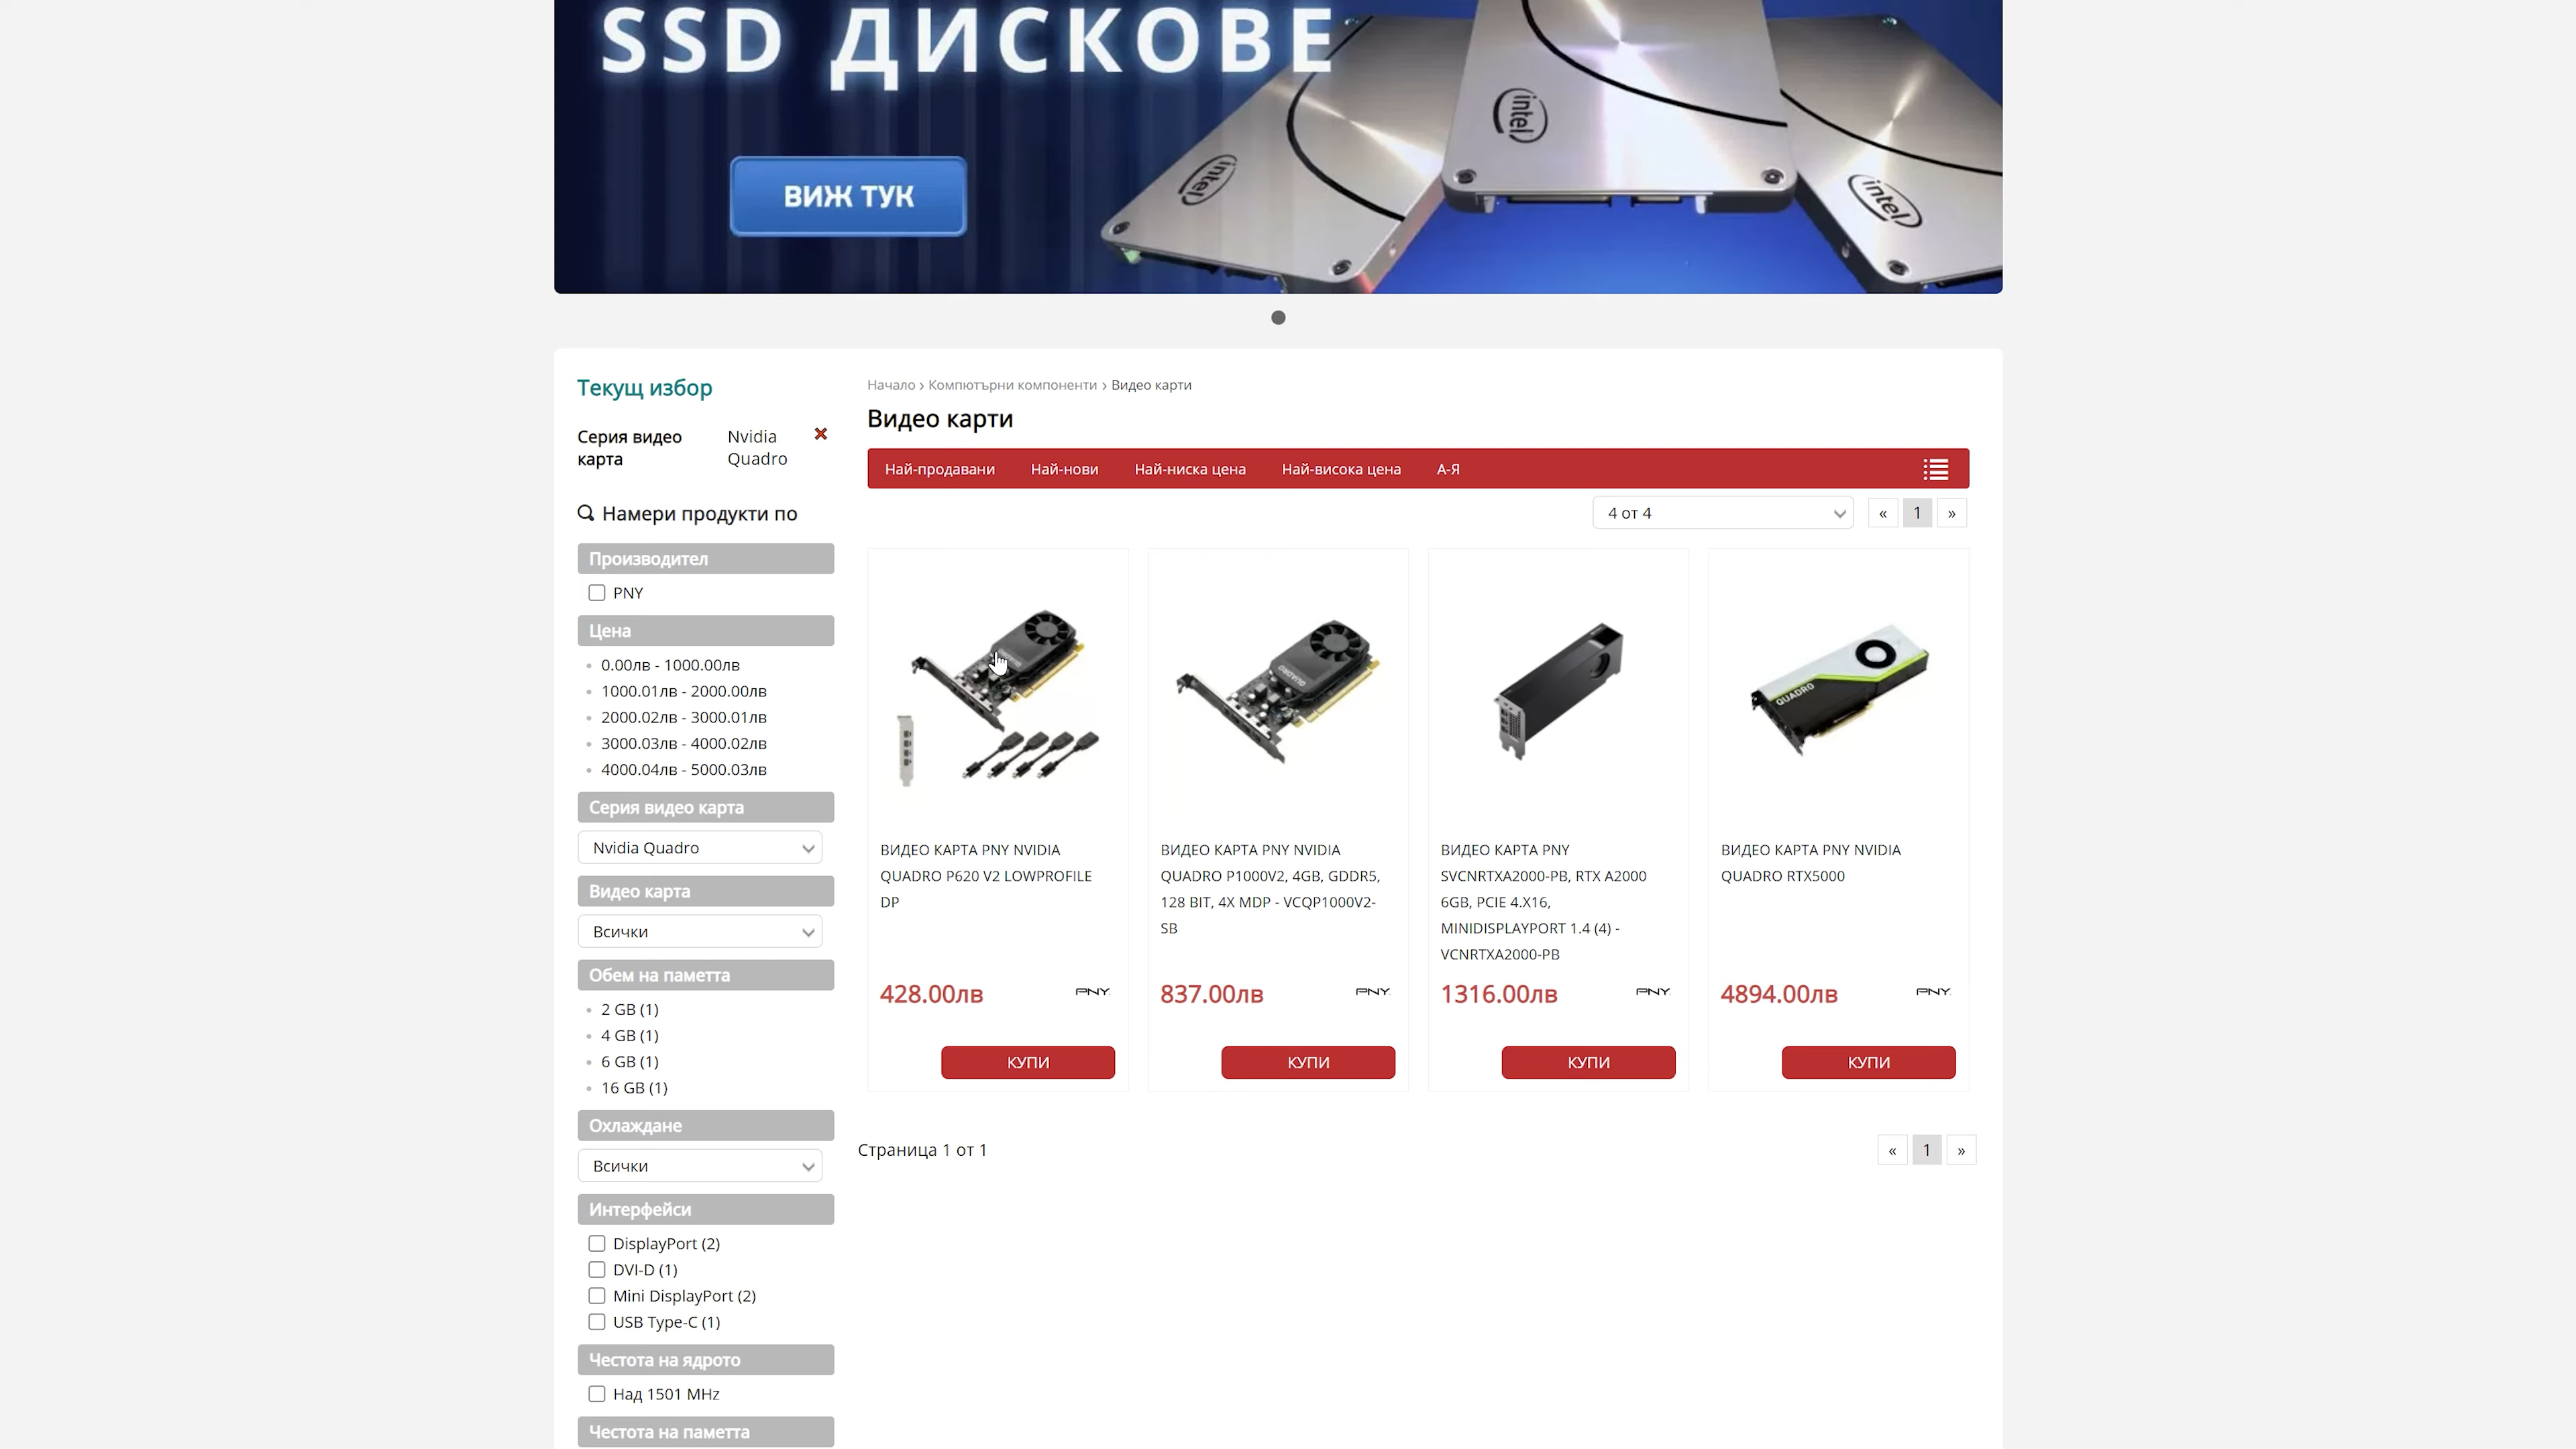 SSD ДИСКОВЕ
intel
intel
intel
ВИЖ ТУК
Текущ избор
Серия видео карта
Nvidia Quadro
Намери продукти по
Производител
PNY
Цена
0.00лв - 1000.00лв
1000.01лв - 2000.00лв
2000.02лв - 3000.01лв
3000.03лв - 4000.02лв
4000.04лв - 5000.03лв
Серия видео карта
Nvidia Quadro
Видео карта
Всички
Обем на паметта
2 GB (1)
4 GB (1)
6 GB (1)
16 GB (1)
Охлаждане
Всички
Интерфейси
DisplayPort (2)
DVI-D (1)
Mini DisplayPort (2)
USB Type-C (1)
Честота на ядрото
Над 1501 MHz
Честота на паметта
Начало › Компютърни компоненти › Видео карти
Видео карти
Най-продавани Най-нови Най-ниска цена Най-висока цена А-Я
4 от 4
« 1 »
QUADRO
QUADRO
ВИДЕО КАРТА PNY NVIDIA
QUADRO P620 V2 LOWPROFILE
DP
428.00лв
PNY
КУПИ
ВИДЕО КАРТА PNY NVIDIA
QUADRO P1000V2, 4GB, GDDR5,
128 BIT, 4X MDP - VCQP1000V2-
SB
837.00лв
PNY
КУПИ
ВИДЕО КАРТА PNY
SVCNRTXA2000-PB, RTX A2000
6GB, PCIE 4.X16,
MINIDISPLAYPORT 1.4 (4) -
VCNRTXA2000-PB
1316.00лв
PNY
КУПИ
ВИДЕО КАРТА PNY NVIDIA
QUADRO RTX5000
4894.00лв
PNY
КУПИ
Страница 1 от 1
« 1 »